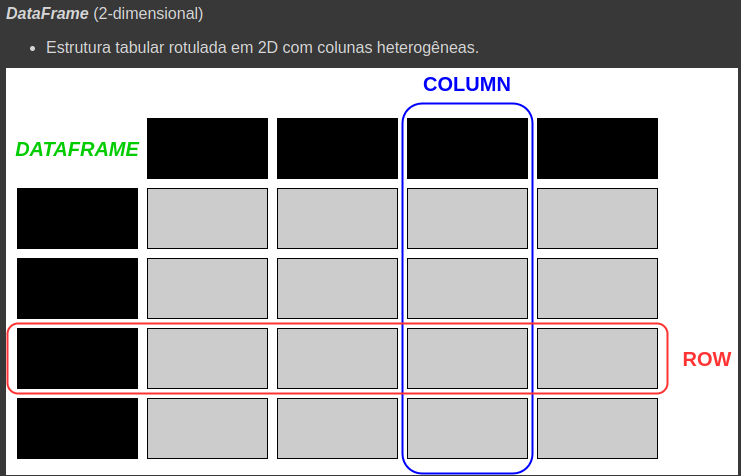 DataFrame (2-dimensional)
• Estrutura tabular rotulada em 2D com colunas heterogêneas.
COLUMN
DATAFRAME
ROW